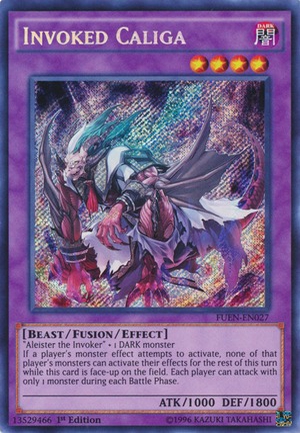 INVOKED CALIGA
DARK
FUEN-EN027
[BEAST/FUSION/EFFECT]
"Aleister the Invoker" + 1 DARK monster
If a player's monster effect attempts to activate, none of that
player's monsters can activate their effects for the rest of this turn
while this card is face-up on the field. Each player can attack with
only 1 monster during each Battle Phase.
ATK/1000 DEF/1800
13529466 1st Edition ©1996 KAZUKI TAKAHASHI